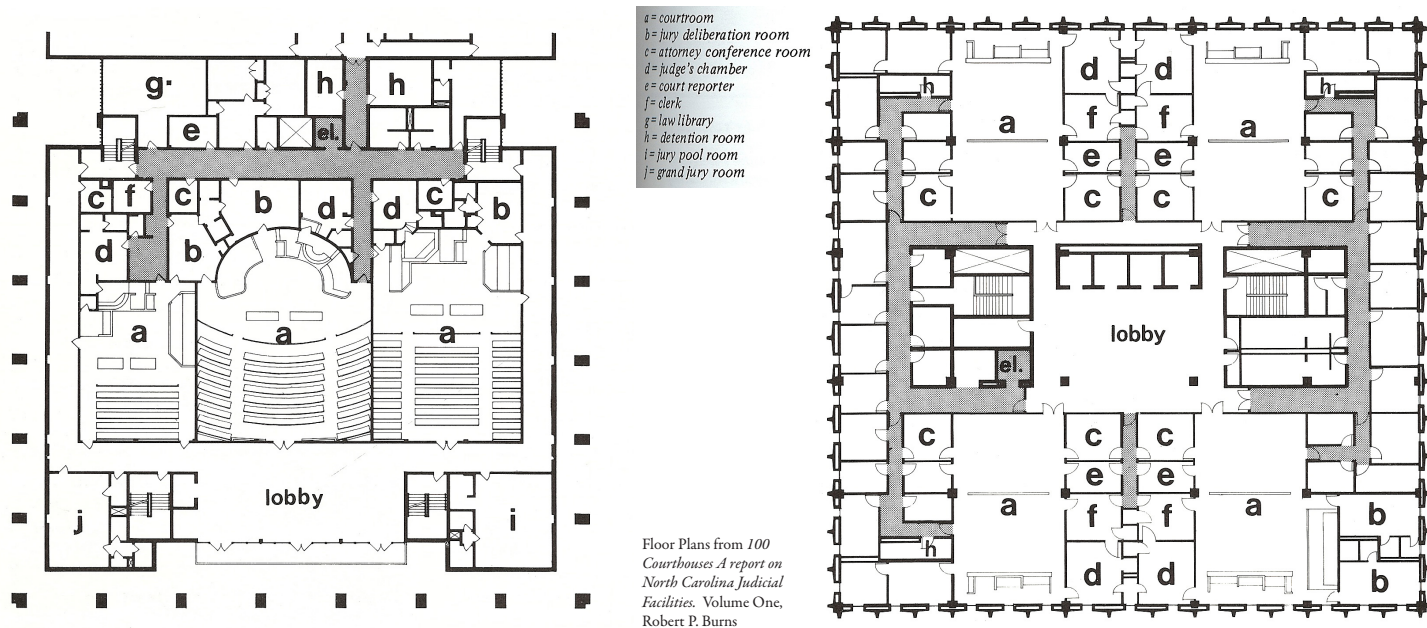 g.
h
h
e
el.
c
f
c
b
d
d
c
b
d
b
a
a
a
lobby
j
i
a = courtroom
b = jury deliberation room
c = attorney conference room
d = judge's chamber
e = court reporter
f = clerk
g = law library
h = detention room
i = jury pool room
j = grand jury room
Floor Plans from 100
Courthouses A report on
North Carolina Judicial
Facilities. Volume One,
Robert P. Burns
d
d
h
h
a
f
f
a
e
e
c
c
c
c
lobby
el.
c
c
c
e
e
a
f
f
a
b
h
d
d
b